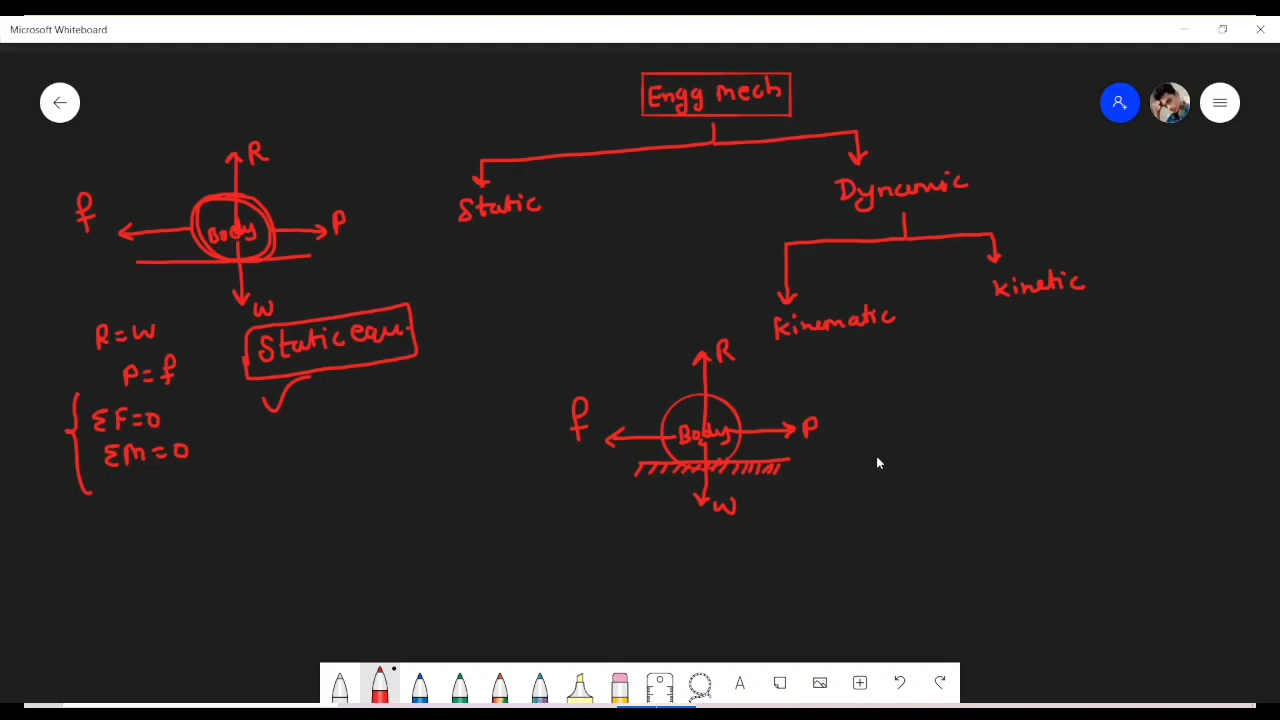 Microsoft Whiteboard
Engg mech
Static
Dynamic
Kinematic
Kinetic
R
f
Body
P
W
R=W
P=f
ΣF=0
ΣM=0
Static equ.
R
f
Body
P
W
A